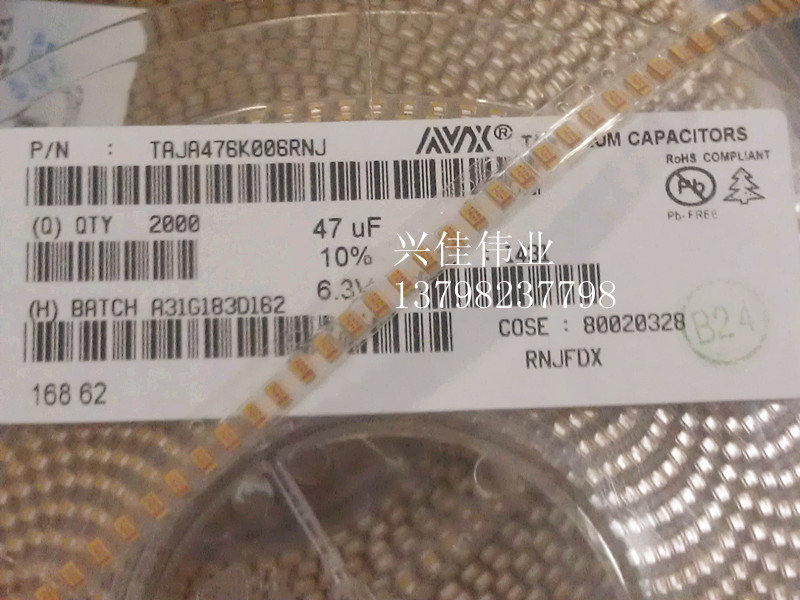 P/N : TAJA476K006RNJ
AVX® CAPACITORS
RoHS COMPLIANT
Pb
Pb-FREE
(Q) QTY 2000
47 uF
10%
6.3V
兴佳伟业
13798237798
(H) BATCH A31G183D162
COSE : 80020328
B24
RNJFDX
168 62